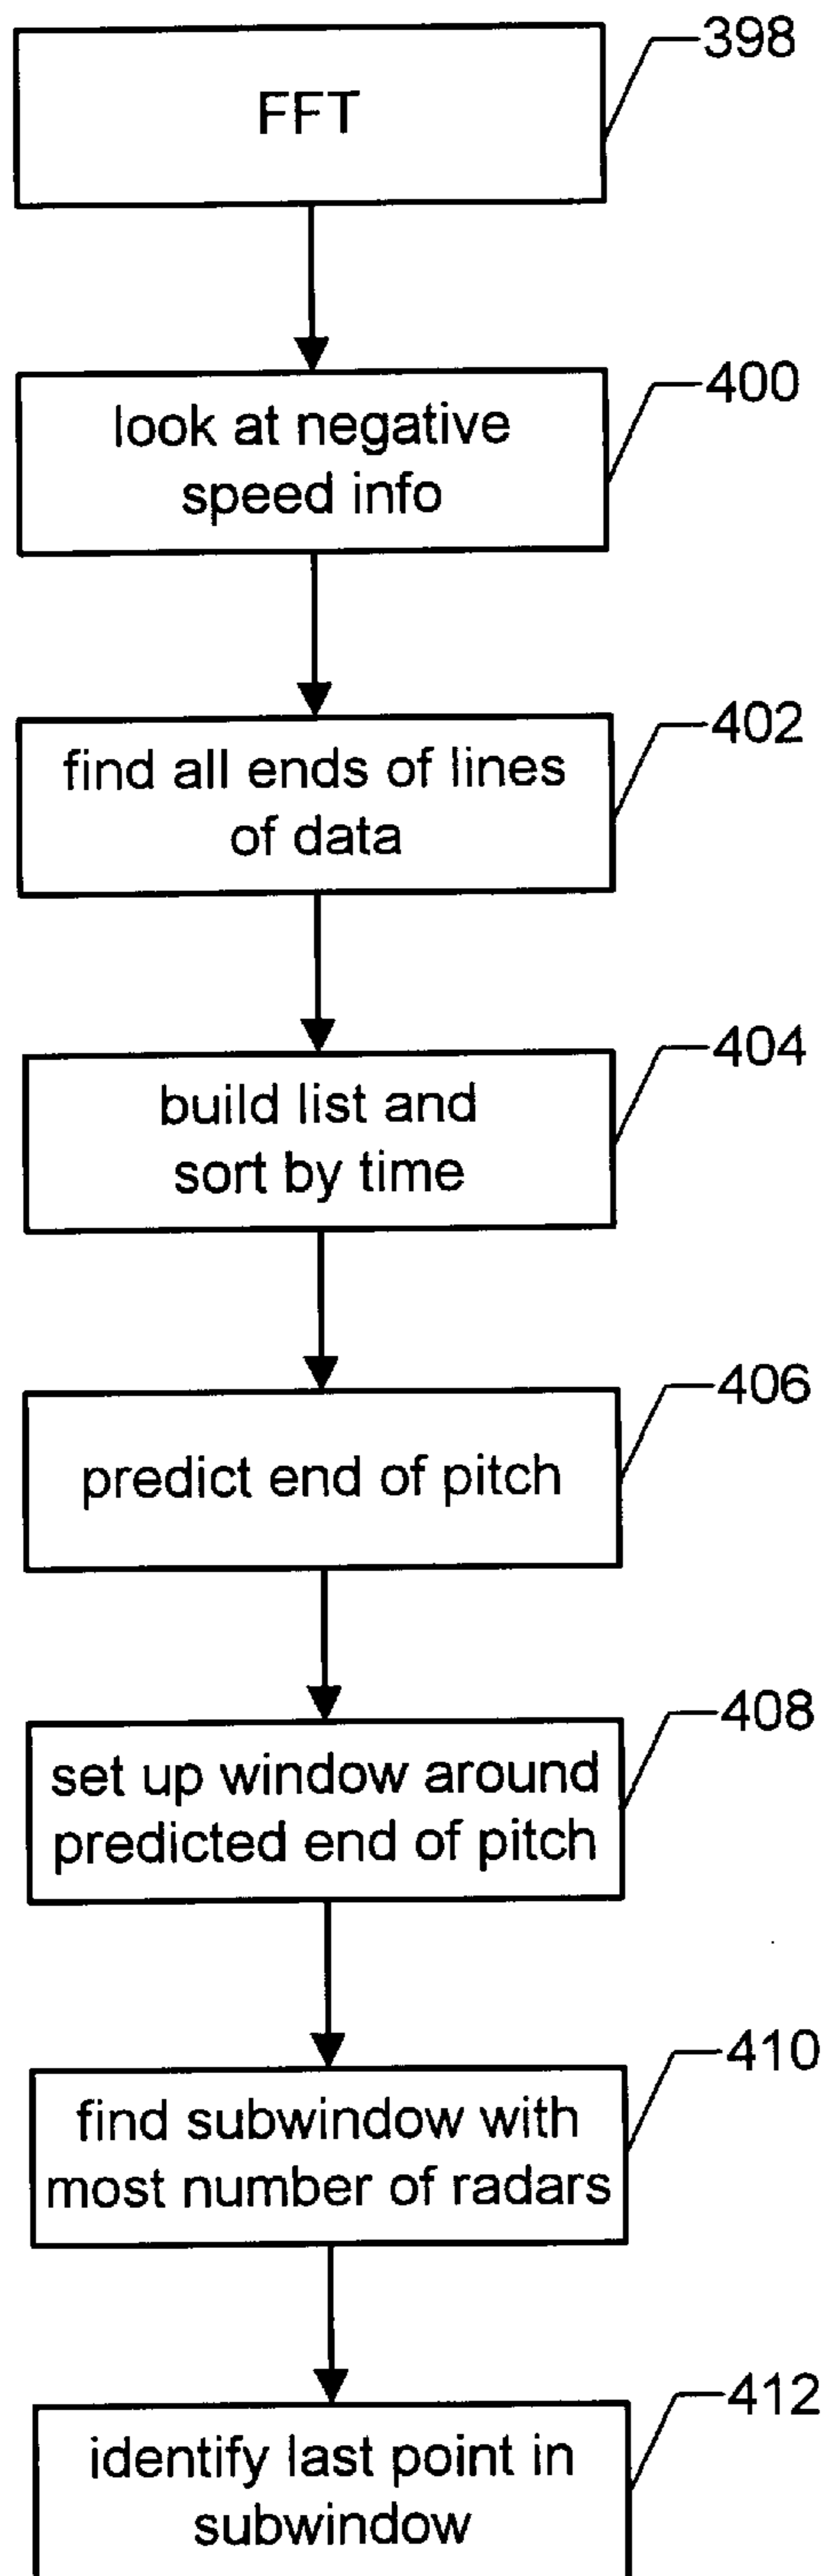 FFT
398
look at negative
speed info
400
find all ends of lines
of data
402
build list and
sort by time
404
predict end of pitch
406
set up window around
predicted end of pitch
408
find subwindow with
most number of radars
410
identify last point in
subwindow
412